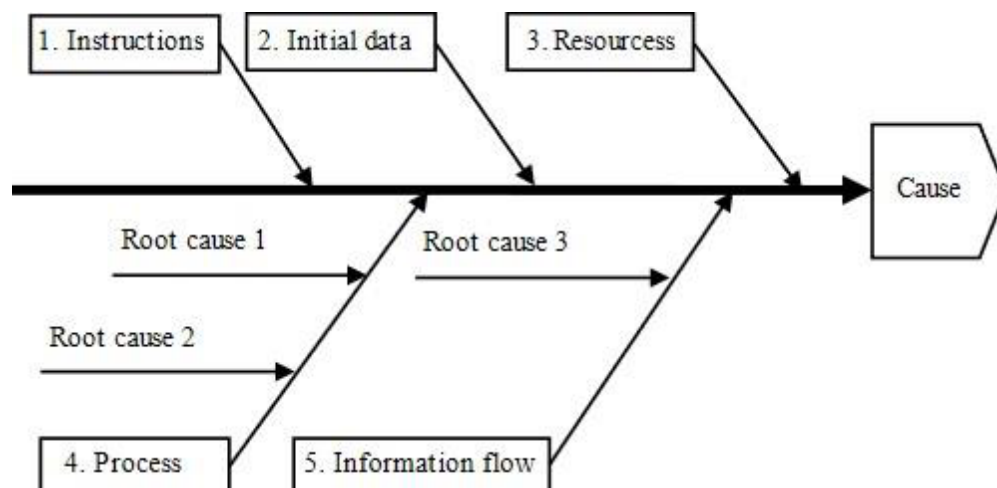 1. Instructions
2. Initial data
3. Resourcess
Cause
Root cause 1
Root cause 3
Root cause 2
4. Process
5. Information flow